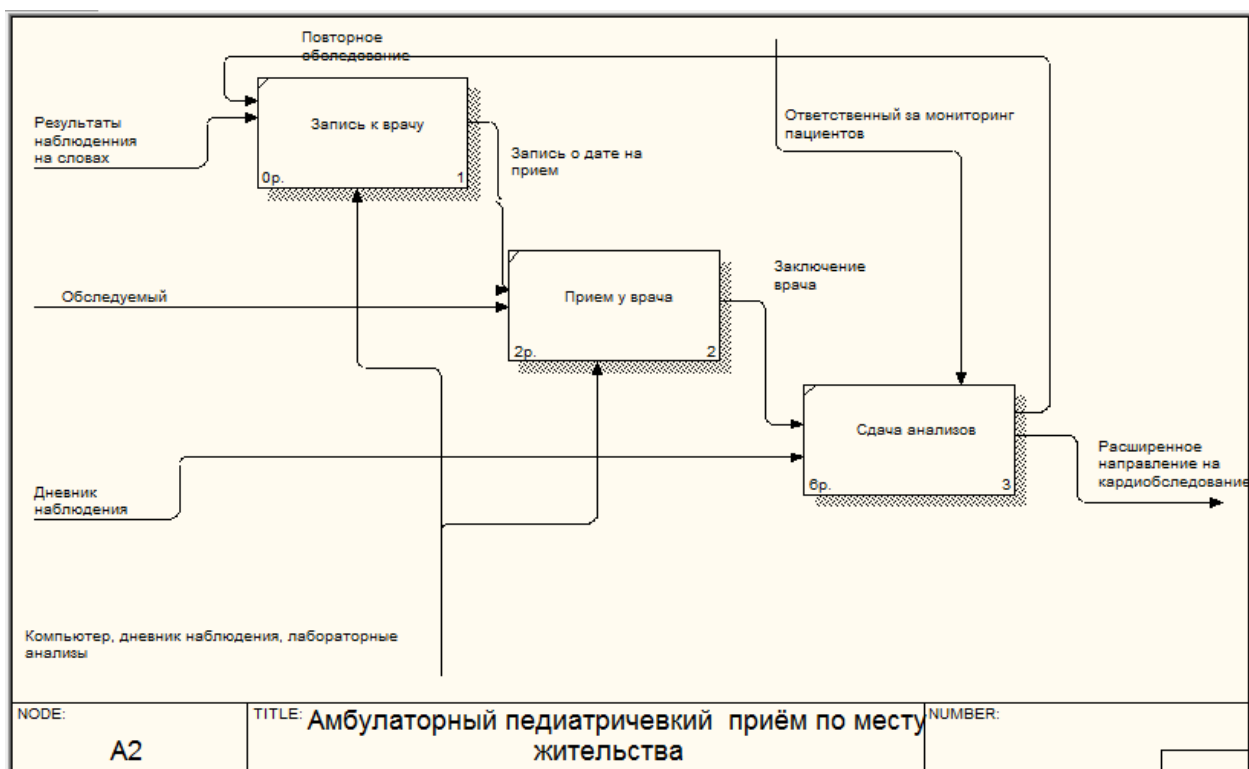 Повторное
обследование
Результаты
наблюденния
на словах
Запись к врачу
0р.
1
Ответственный за мониторинг
пациентов
Запись о дате на
прием
Обследуемый
Прием у врача
2р.
2
Заключение
врача
Сдача анализов
6р.
3
Расширенное
направление на
кардиобследование
Дневник
наблюдения
Компьютер, дневник наблюдения, лабораторные
анализы
NODE:
A2
TITLE: Амбулаторный педиатричевкий приём по месту
жительства
NUMBER: